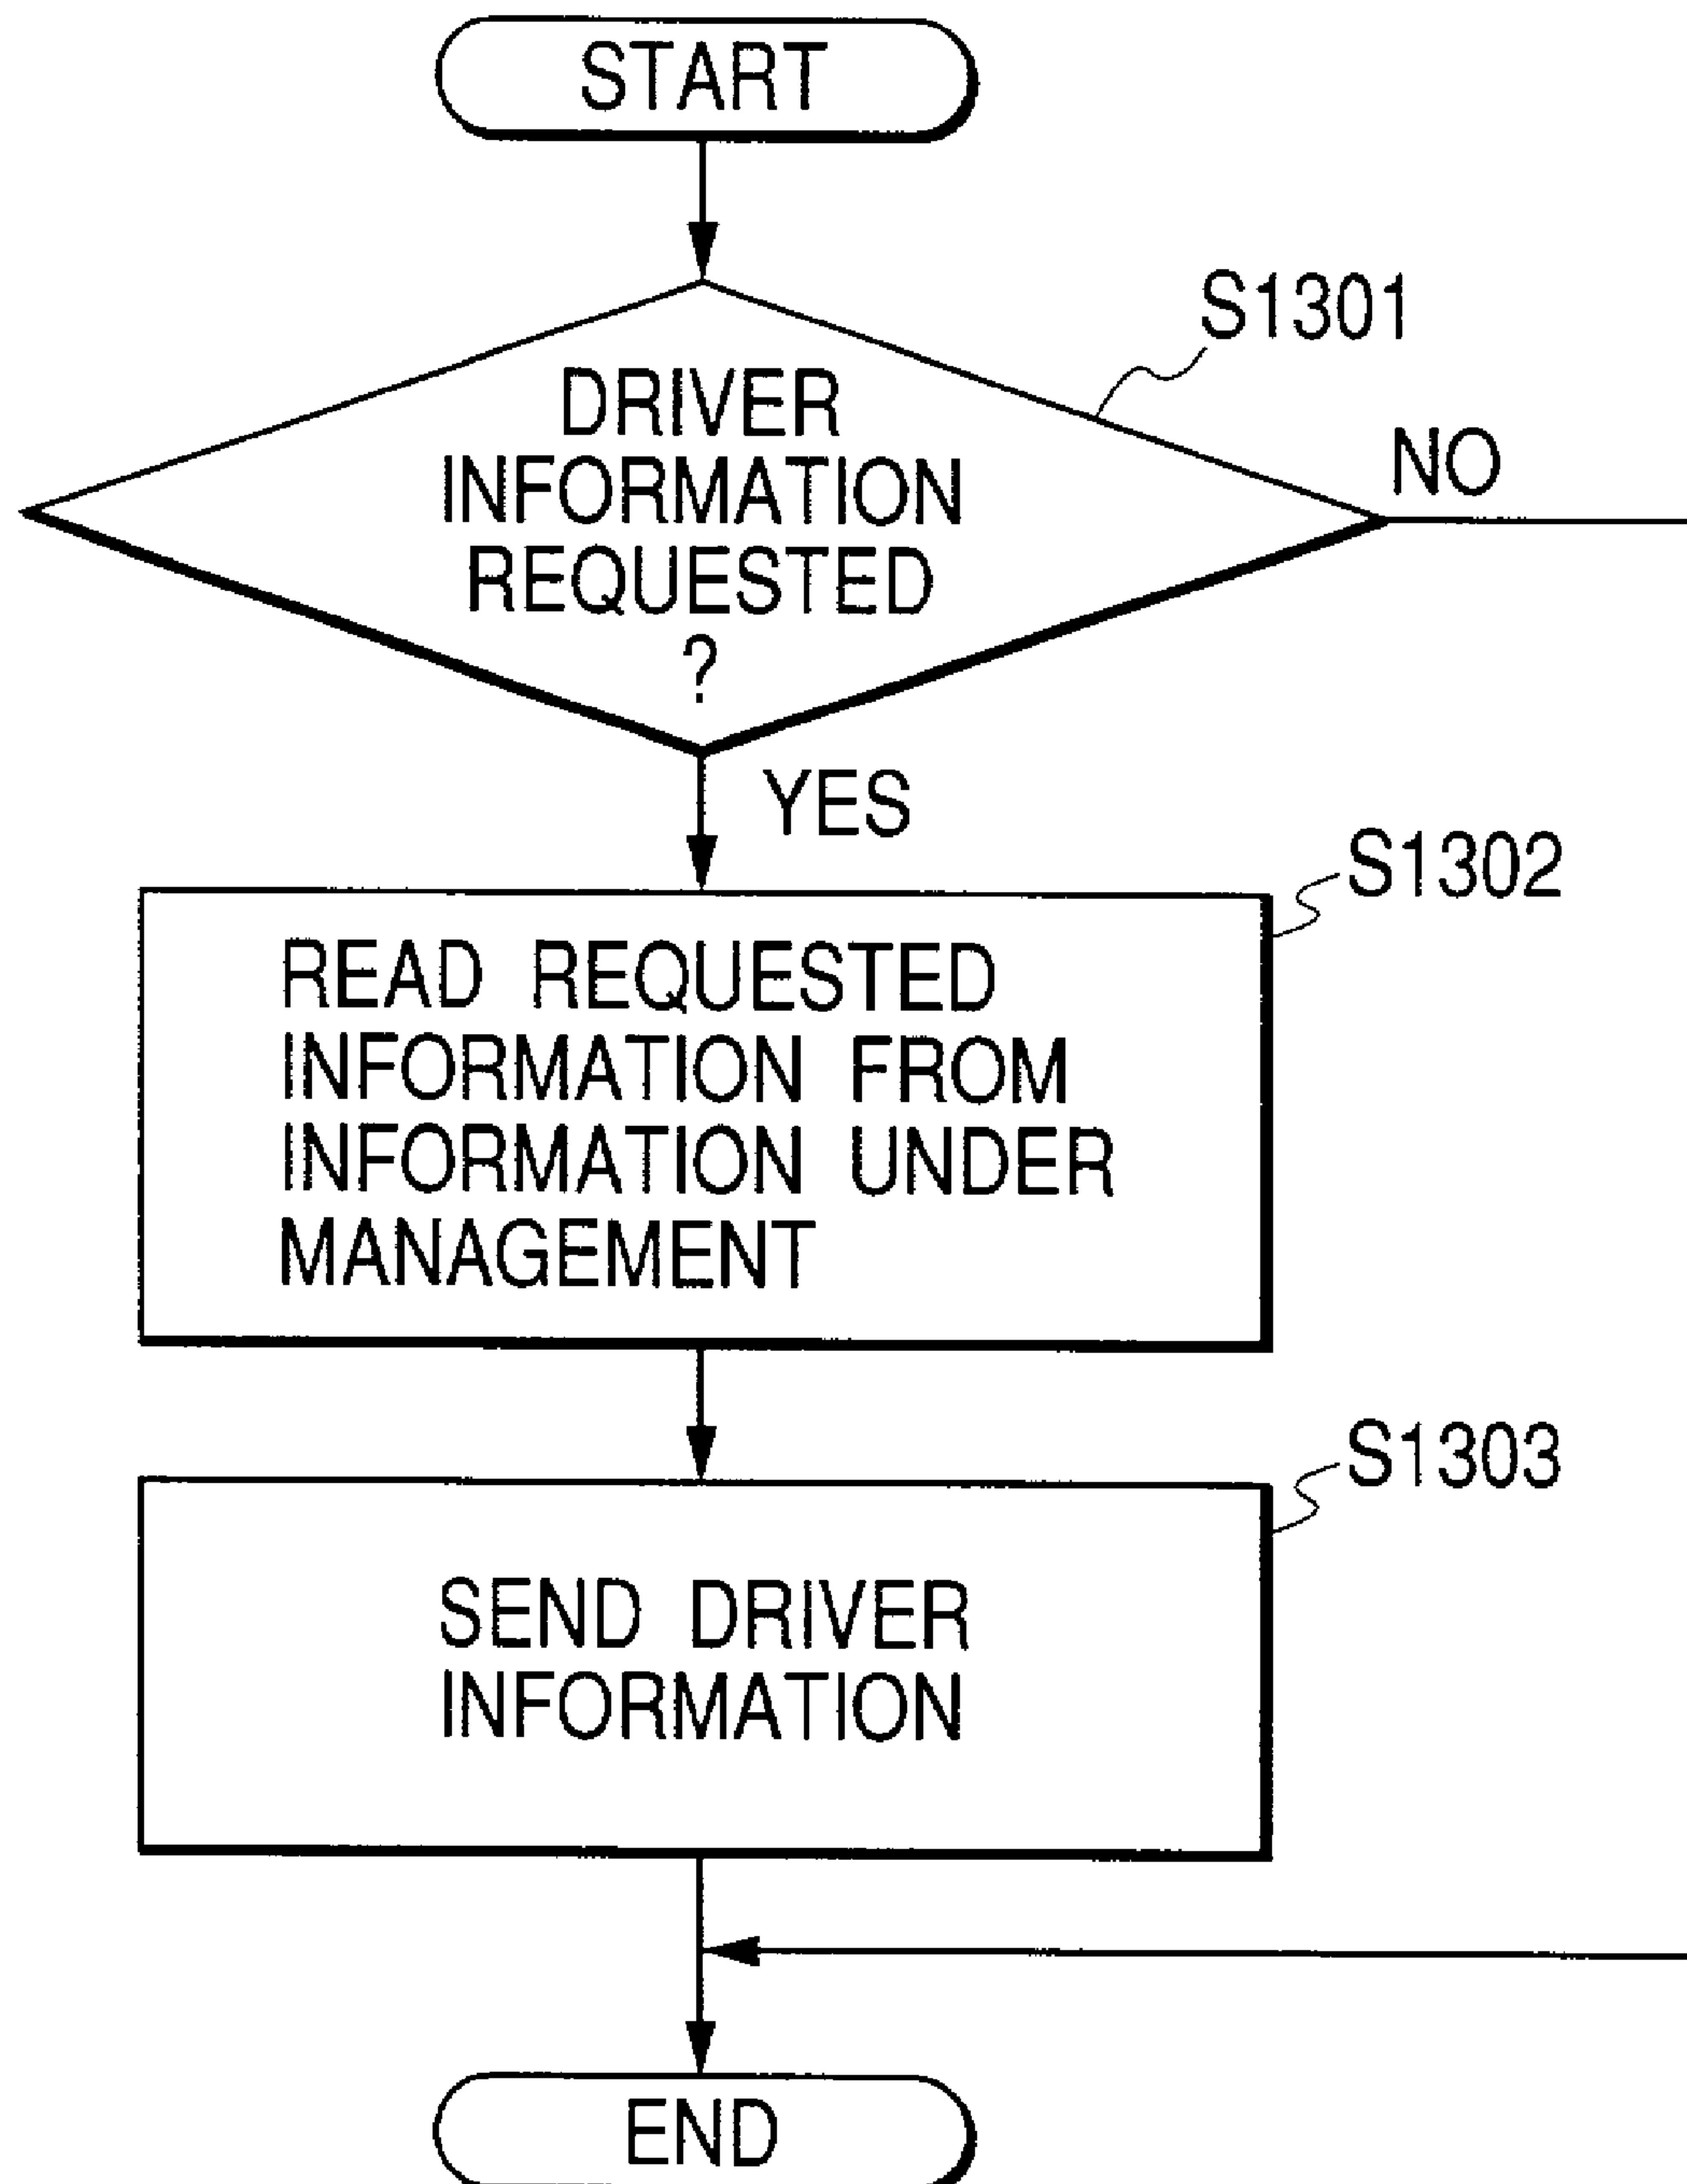 START
S1301
DRIVER
INFORMATION
REQUESTED
?
NO
YES
S1302
READ REQUESTED
INFORMATION FROM
INFORMATION UNDER
MANAGEMENT
S1303
SEND DRIVER
INFORMATION
END